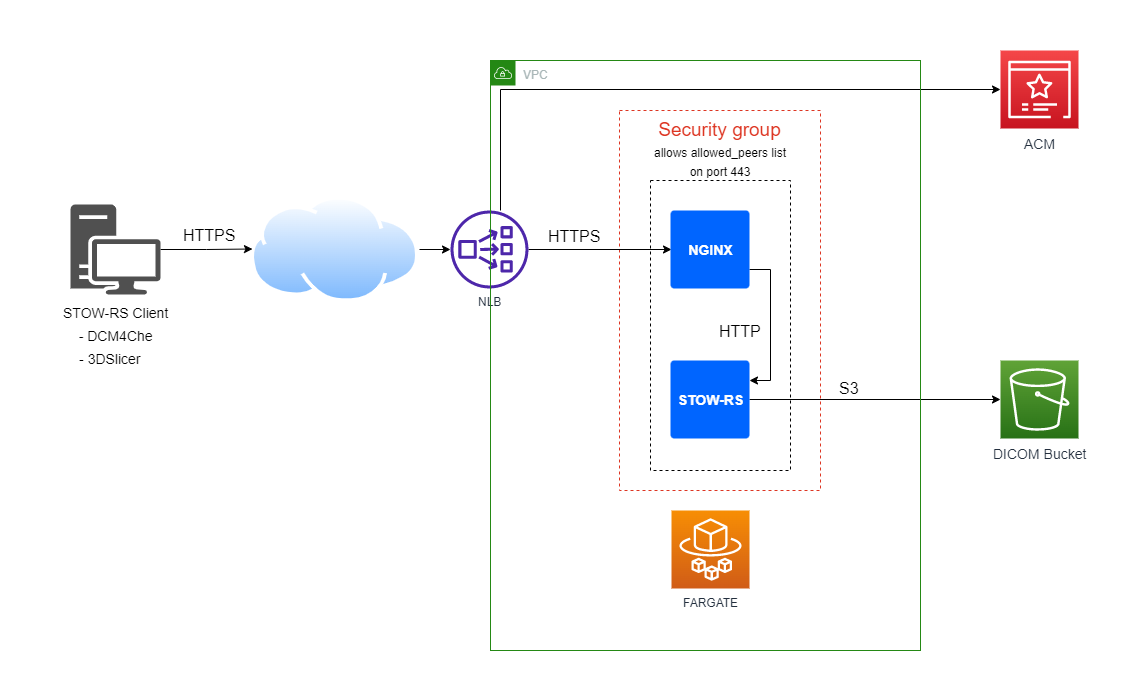 VPC
ACM
Security group
allows allowed_peers list
on port 443
HTTPS
HTTPS
NGINX
NLB
STOW-RS Client
- DCM4Che
- 3DSlicer
HTTP
STOW-RS
S3
DICOM Bucket
FARGATE